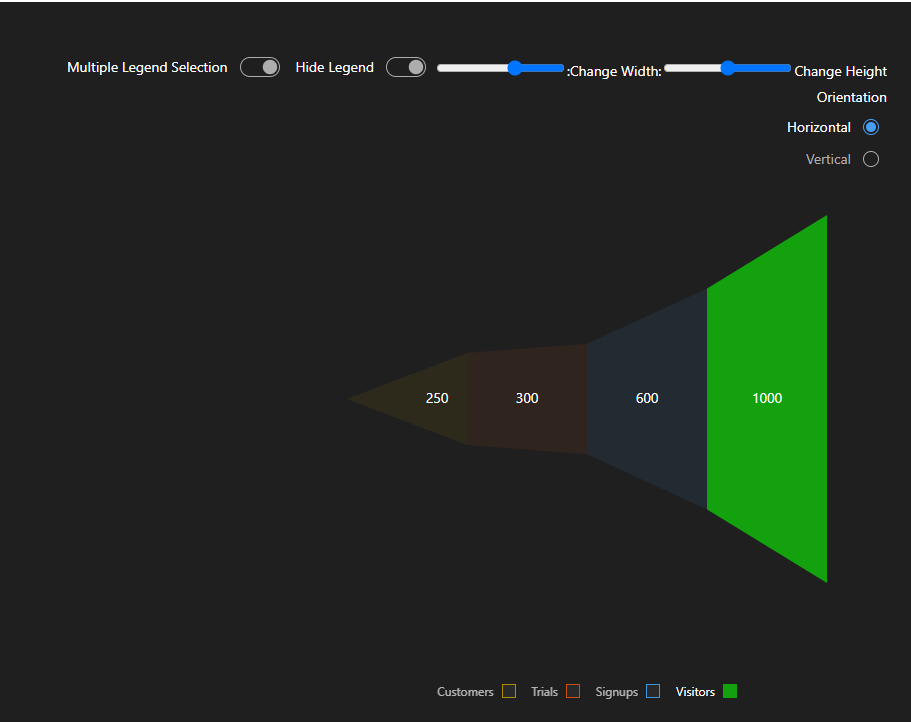 Multiple Legend Selection Hide Legend :Change Width: Change Height
Orientation
Horizontal
Vertical
250 300 600 1000
Customers Trials Signups Visitors